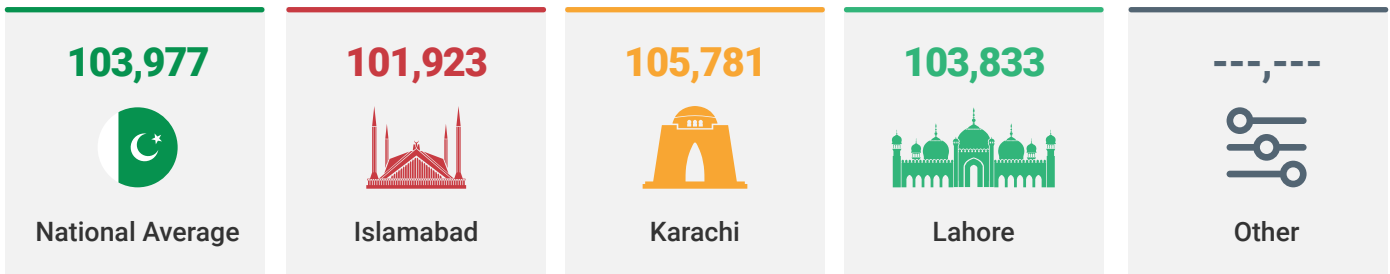 103,977
National Average
101,923
Islamabad
105,781
Karachi
103,833
Lahore
---,---
Other